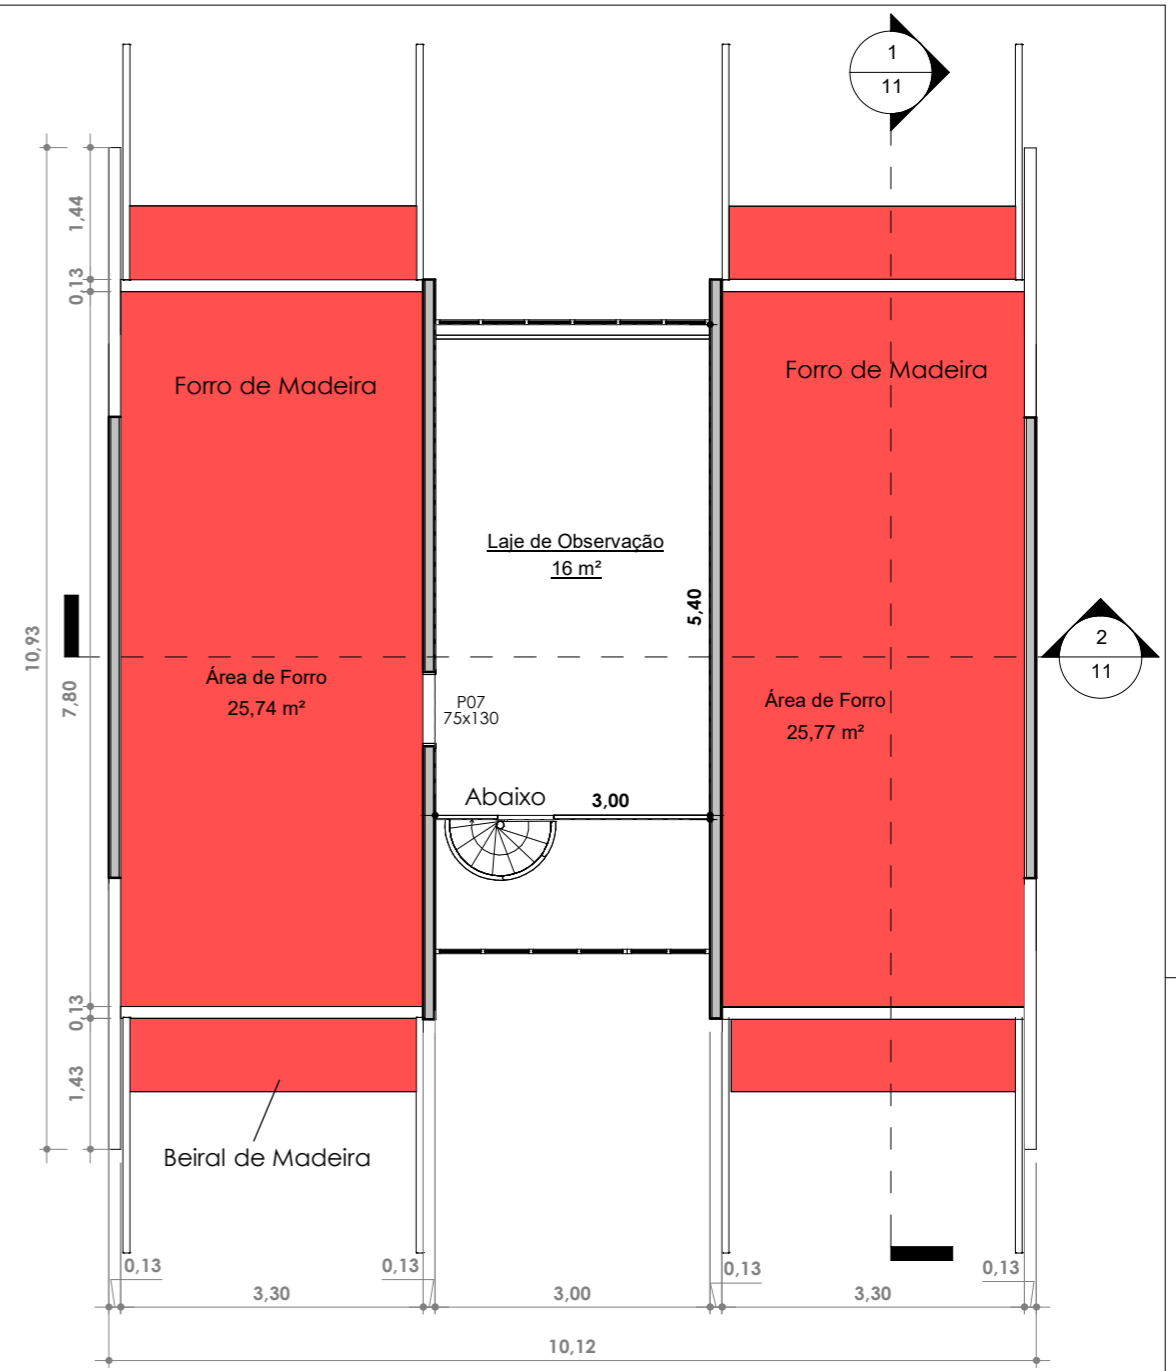 1
11
1,44
0,13
Forro de Madeira
Forro de Madeira
Laje de Observação
16 m²
5,40
10,93
7,80
2
11
Área de Forro
25,74 m²
P07
75x130
Área de Forro
25,77 m²
Abaixo
3,00
0,13
1,43
Beiral de Madeira
0,13
0,13
0,13
0,13
3,30
3,00
3,30
10,12